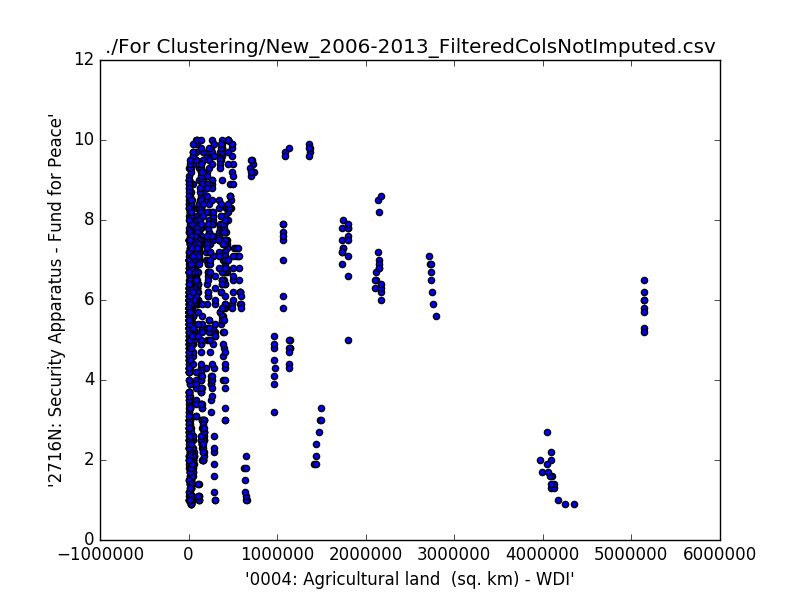 ./For Clustering/New_2006-2013_FilteredColsNotImputed.csv
12
10
8
6
4
2
0
'2716N: Security Apparatus - Fund for Peace'
−1000000 0 1000000 2000000 3000000 4000000 5000000 6000000
'0004: Agricultural land  (sq. km) - WDI'